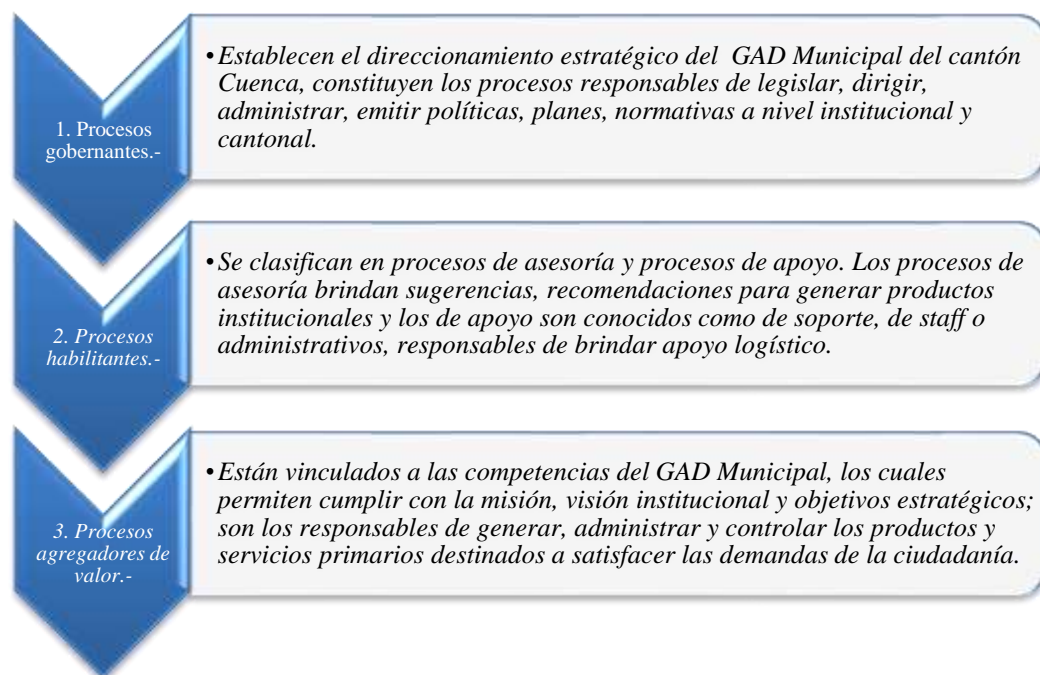 1. Procesos
gobernantes.-
•Establecen el direccionamiento estratégico del GAD Municipal del cantón
Cuenca, constituyen los procesos responsables de legislar, dirigir,
administrar, emitir políticas, planes, normativas a nivel institucional y
cantonal.
2. Procesos
habilitantes.-
•Se clasifican en procesos de asesoría y procesos de apoyo. Los procesos de
asesoría brindan sugerencias, recomendaciones para generar productos
institucionales y los de apoyo son conocidos como de soporte, de staff o
administrativos, responsables de brindar apoyo logístico.
3. Procesos
agregadores de
valor.-
•Están vinculados a las competencias del GAD Municipal, los cuales
permiten cumplir con la misión, visión institucional y objetivos estratégicos;
son los responsables de generar, administrar y controlar los productos y
servicios primarios destinados a satisfacer las demandas de la ciudadanía.